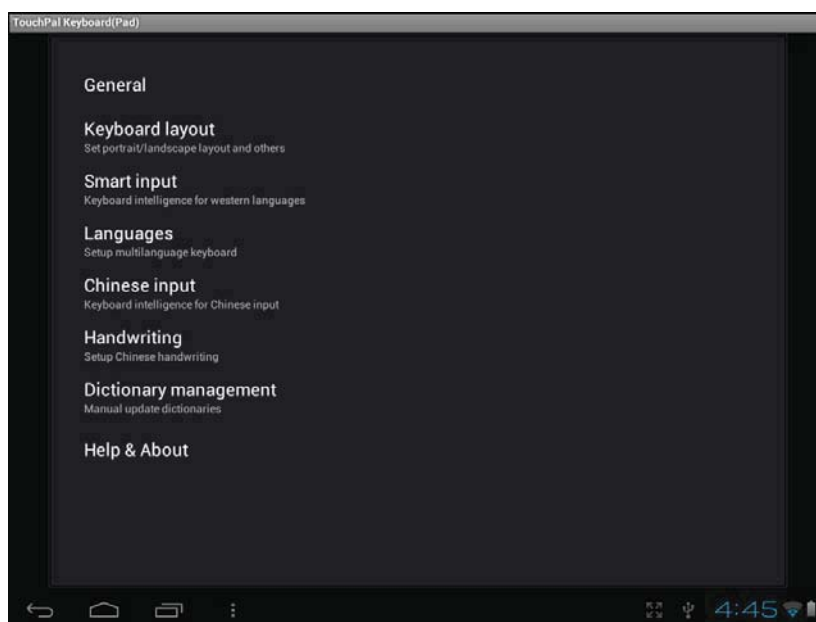 TouchPal Keyboard(Pad)
General
Keyboard layout
Set portrait/landscape layout and others
Smart input
Keyboard intelligence for western languages
Languages
Setup multilanguage keyboard
Chinese input
Keyboard intelligence for Chinese input
Handwriting
Setup Chinese handwriting
Dictionary management
Manual update dictionaries
Help & About
4:45